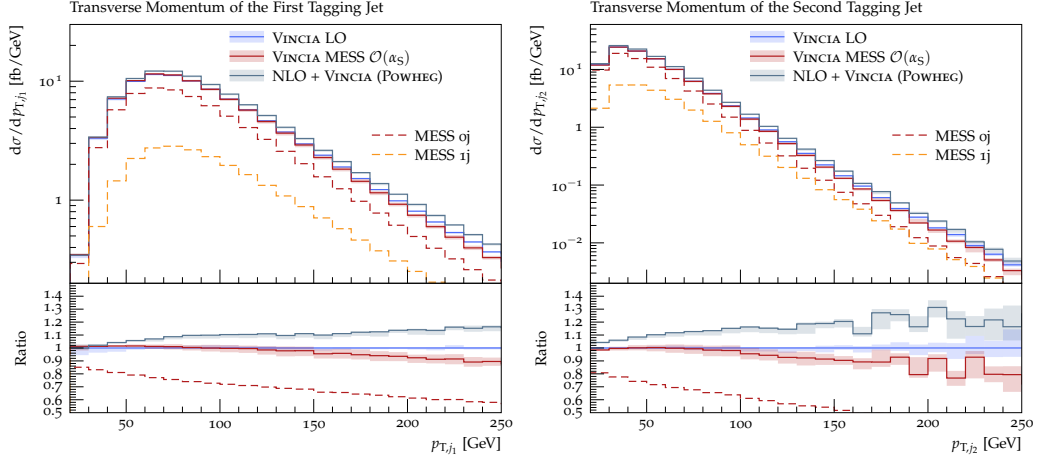 Transverse Momentum of the First Tagging Jet
VINCIA LO
VINCIA MESS O(αS)
NLO + VINCIA (POWHEG)
MESS 0j
MESS 1j
10¹
1
dσ/dpT,j1 [fb/GeV]
1.4
1.3
1.2
1.1
1
0.9
0.8
0.7
0.6
0.5
Ratio
50
100
150
200
250
pT,j1 [GeV]
Transverse Momentum of the Second Tagging Jet
VINCIA LO
VINCIA MESS O(αS)
NLO + VINCIA (POWHEG)
MESS 0j
MESS 1j
10¹
1
10⁻¹
10⁻²
dσ/dpT,j2 [fb/GeV]
1.4
1.3
1.2
1.1
1
0.9
0.8
0.7
0.6
0.5
Ratio
50
100
150
200
250
pT,j2 [GeV]